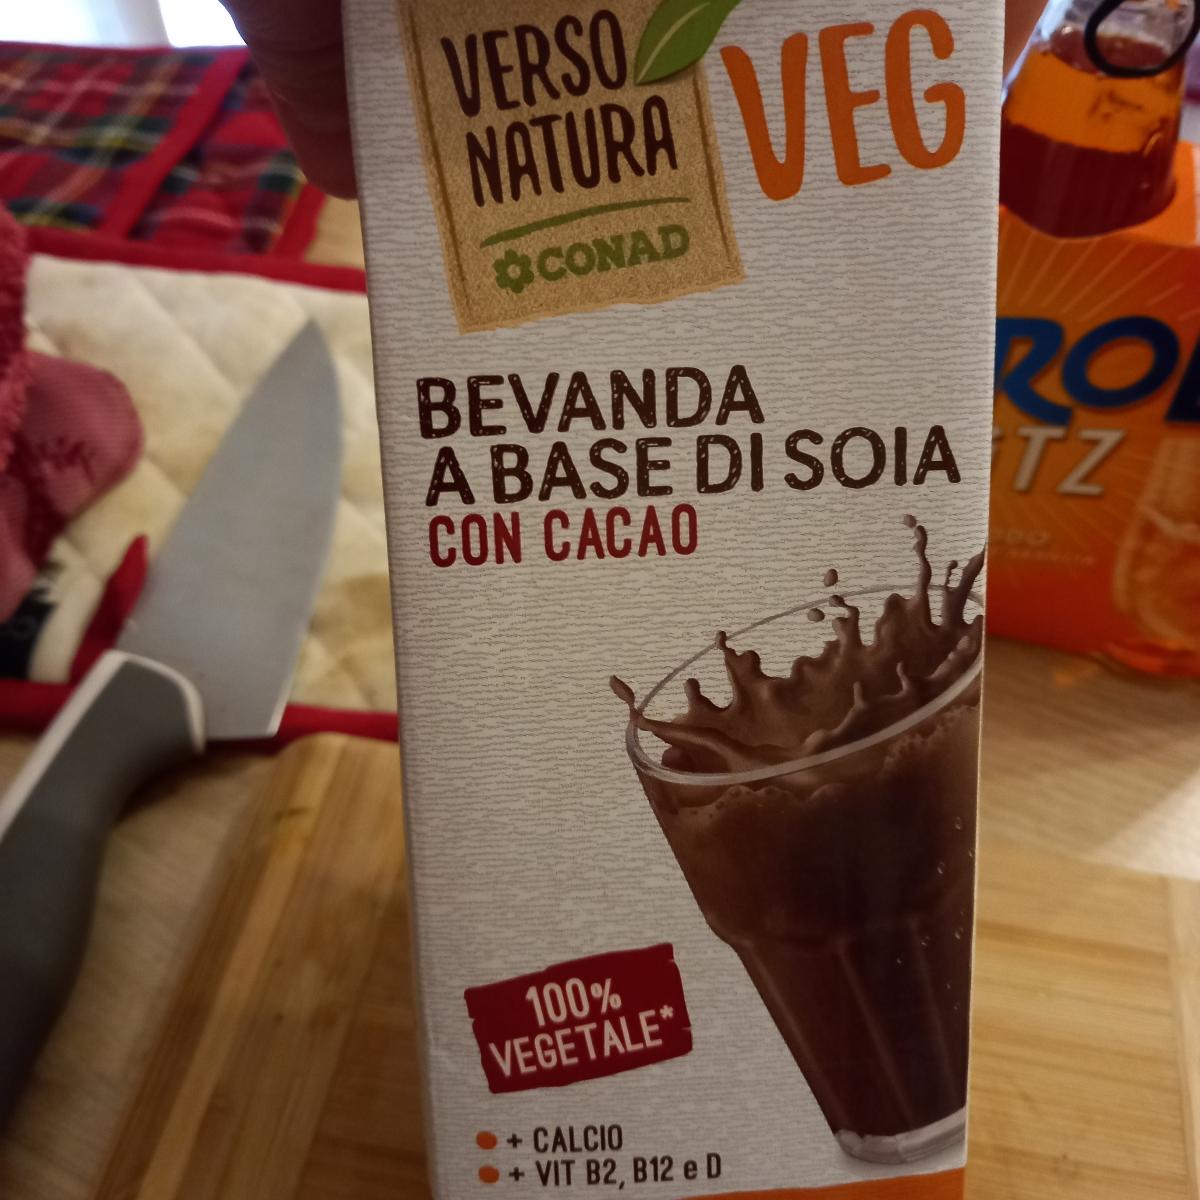 VERSO
NATURA
CONAD
VEG
BEVANDA
A BASE DI SOIA
CON CACAO
100%
VEGETALE*
+ CALCIO
+ VIT B2, B12 e D